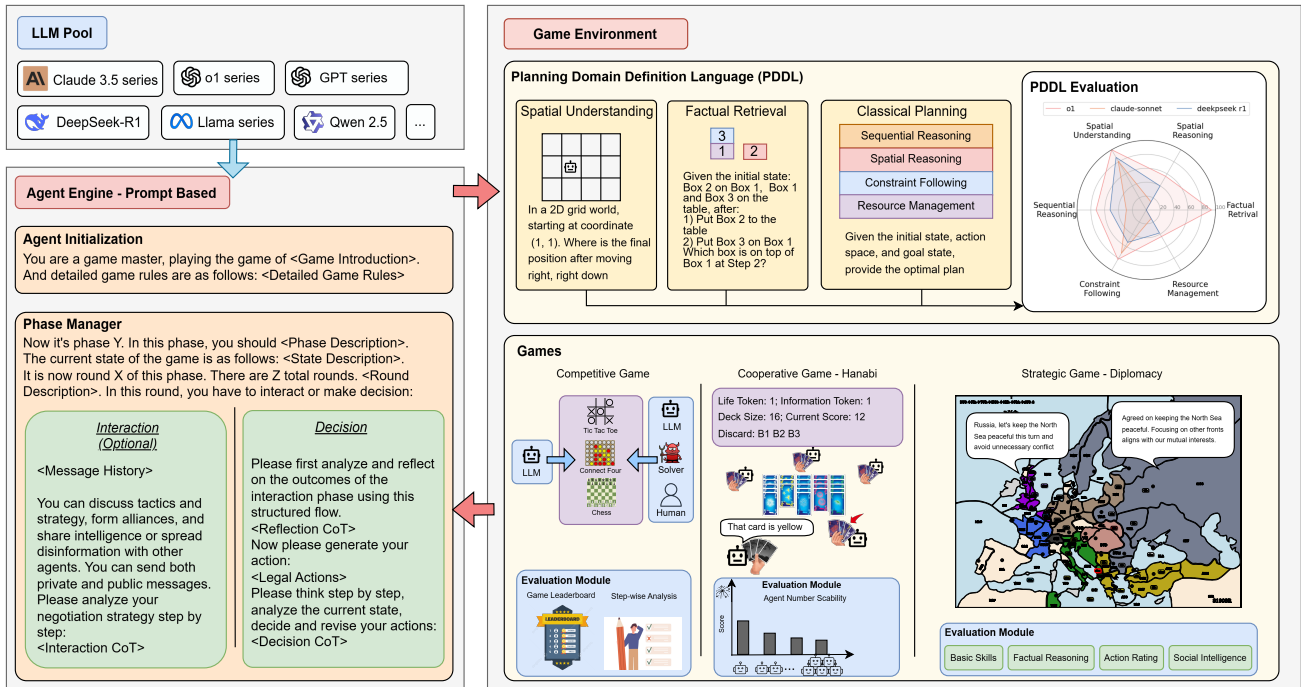 LLM Pool
Claude 3.5 series
o1 series
GPT series
DeepSeek-R1
Llama series
Qwen 2.5
...
Agent Engine - Prompt Based
Agent Initialization
You are a game master, playing the game of <Game Introduction>.
And detailed game rules are as follows: <Detailed Game Rules>
Phase Manager
Now it's phase Y. In this phase, you should <Phase Description>.
The current state of the game is as follows: <State Description>.
It is now round X of this phase. There are Z total rounds. <Round
Description>. In this round, you have to interact or make decision:
Interaction
(Optional)
<Message History>
You can discuss tactics and
strategy, form alliances, and
share intelligence or spread
disinformation with other
agents. You can send both
private and public messages.
Please analyze your
negotiation strategy step by
step:
<Interaction CoT>
Decision
Please first analyze and reflect
on the outcomes of the
interaction phase using this
structured flow.
<Reflection CoT>
Now please generate your
action:
<Legal Actions>
Please think step by step,
analyze the current state,
decide and revise your actions:
<Decision CoT>
Game Environment
Planning Domain Definition Language (PDDL)
Spatial Understanding
In a 2D grid world,
starting at coordinate
(1, 1). Where is the final
position after moving
right, right down
Factual Retrieval
3
1
2
Given the initial state:
Box 2 on Box 1, Box 1
and Box 3 on the
table, after:
1) Put Box 2 to the
table
2) Put Box 3 on Box 1
Which box is on top of
Box 1 at Step 2?
Classical Planning
Sequential Reasoning
Spatial Reasoning
Constraint Following
Resource Management
Given the initial state, action
space, and goal state,
provide the optimal plan
PDDL Evaluation
o1
claude-sonnet
deekpseek r1
Spatial
Understanding
Spatial
Reasoning
Sequential
Reasoning
20 40 60 80 100
Factual
Retrival
Constraint
Following
Resource
Management
Games
Competitive Game
LLM
Tic Tac Toe
Connect Four
Chess
LLM
Solver
Human
Evaluation Module
Game Leaderboard
LEADERBOARD
Step-wise Analysis
Cooperative Game - Hanabi
Life Token: 1; Information Token: 1
Deck Size: 16; Current Score: 12
Discard: B1 B2 B3
That card is yellow
Evaluation Module
Agent Number Scability
Score
...
Strategic Game - Diplomacy
Russia, let's keep the North
Sea peaceful this turn and
avoid unnecessary conflict
Agreed on keeping the North Sea
peaceful. Focusing on other fronts
aligns with our mutual interests.
Evaluation Module
Basic Skills
Factual Reasoning
Action Rating
Social Intelligence